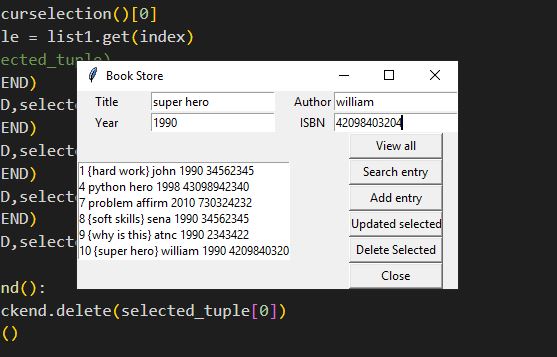 curselection()[0]
le = list1.get(index)
ected_tuple)
END)
D,selecte
END)
D,selecte
END)
D,selecte
END)
D,selecte
nd():
ckend.delete(selected_tuple[0])
()
Book Store
Title super hero Author william
Year 1990 ISBN 42098403204
View all
1 {hard work} john 1990 34562345
4 python hero 1998 43098942340
7 problem affirm 2010 730324232
8 {soft skills} sena 1990 34562345
9 {why is this} atnc 1990 2343422
10 {super hero} william 1990 4209840320
Search entry
Add entry
Updated selected
Delete Selected
Close